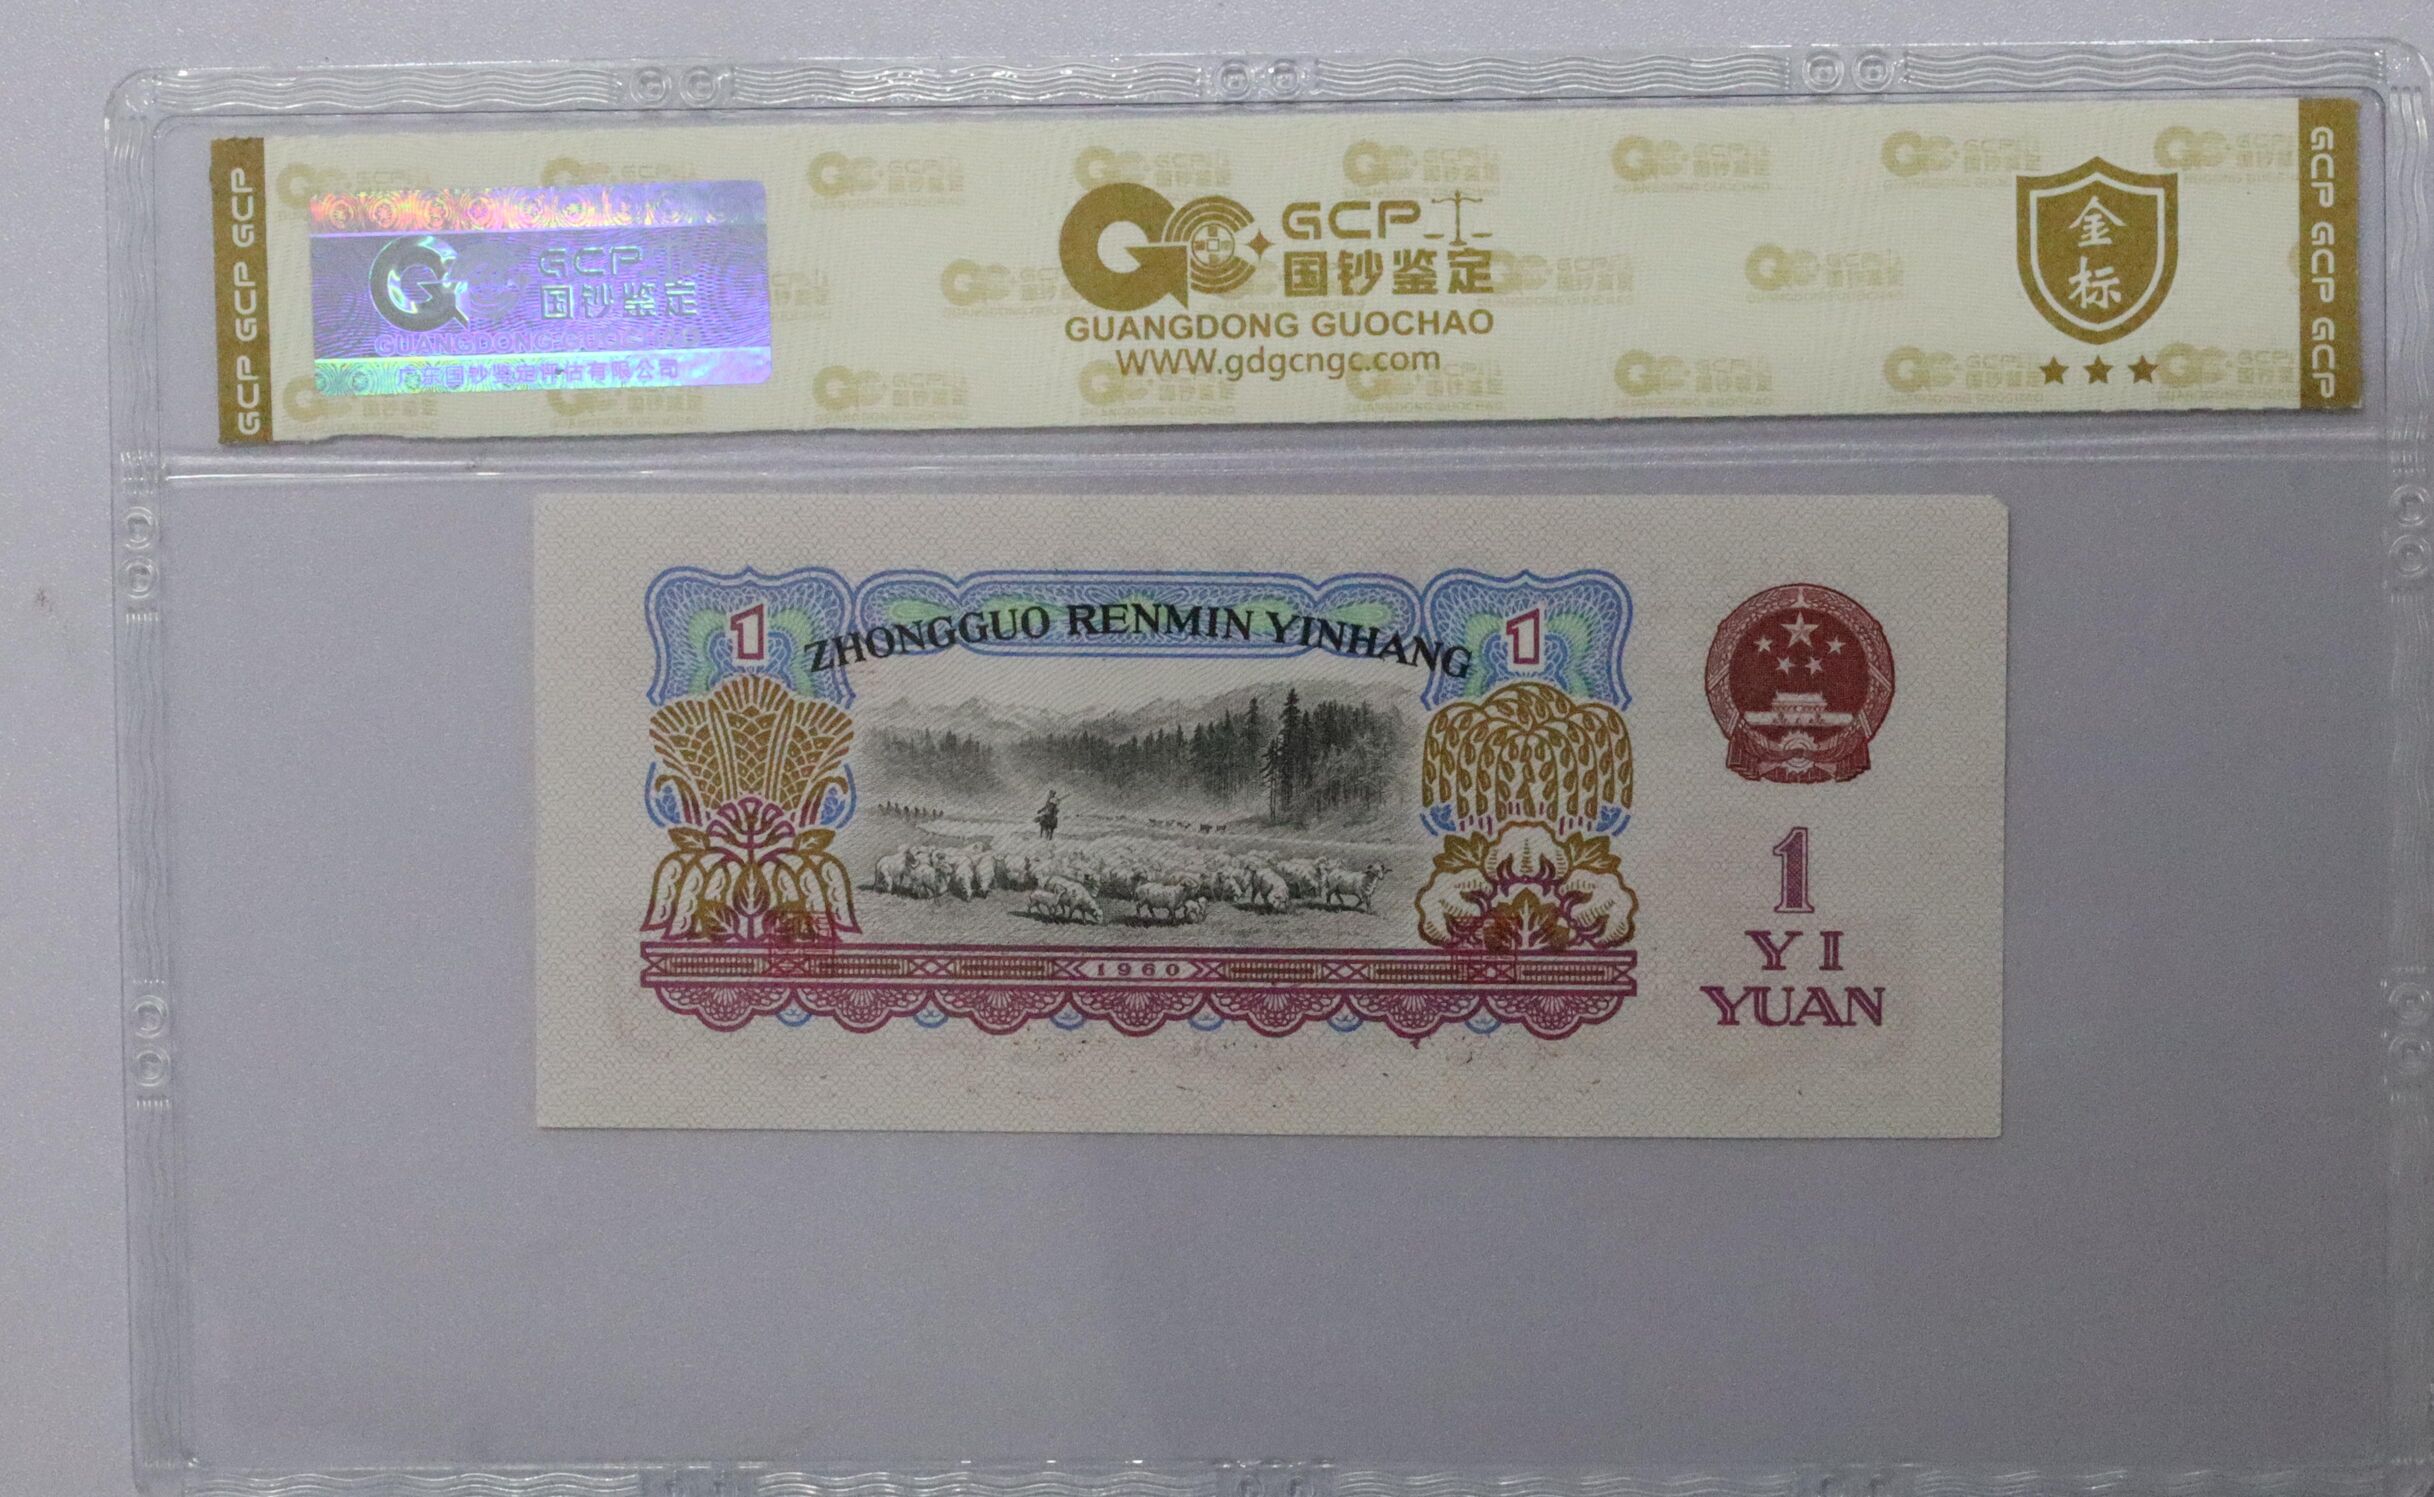 GCP GCP GCP
GCP
国钞鉴定
GUANGDONG GUOCHAO
广东国钞鉴定评估有限公司
GCP
国钞鉴定
GUANGDONG GUOCHAO
WWW.gdgcngc.com
金
标
GCP GCP GCP
1
ZHONGGUO RENMIN YINHANG
1
1960
1
YI
YUAN